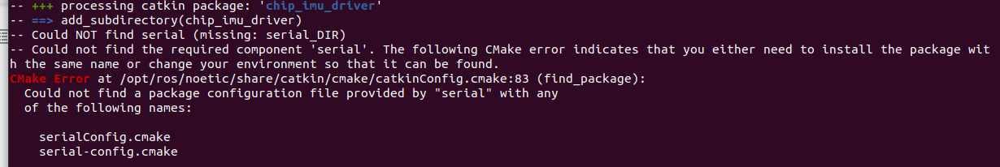 -- +++ processing catkin package: 'chip_imu_driver'
-- ==> add_subdirectory(chip_imu_driver)
-- Could NOT find serial (missing: serial_DIR)
-- Could not find the required component 'serial'. The following CMake error indicates that you either need to install the package wit
h the same name or change your environment so that it can be found.
CMake Error at /opt/ros/noetic/share/catkin/cmake/catkinConfig.cmake:83 (find_package):
  Could not find a package configuration file provided by "serial" with any
  of the following names:

    serialConfig.cmake
    serial-config.cmake